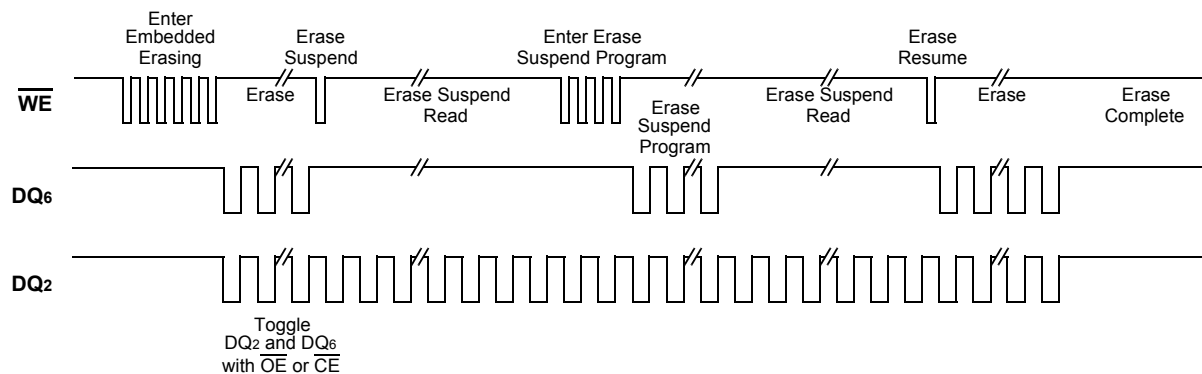 Enter
Embedded
Erasing
Erase
Suspend
Enter Erase
Suspend Program
Erase
Resume
WE
Erase
Erase Suspend
Read
Erase
Suspend
Program
Erase Suspend
Read
Erase
Erase
Complete
DQ6
DQ2
Toggle
DQ2 and DQ6
with OE or CE